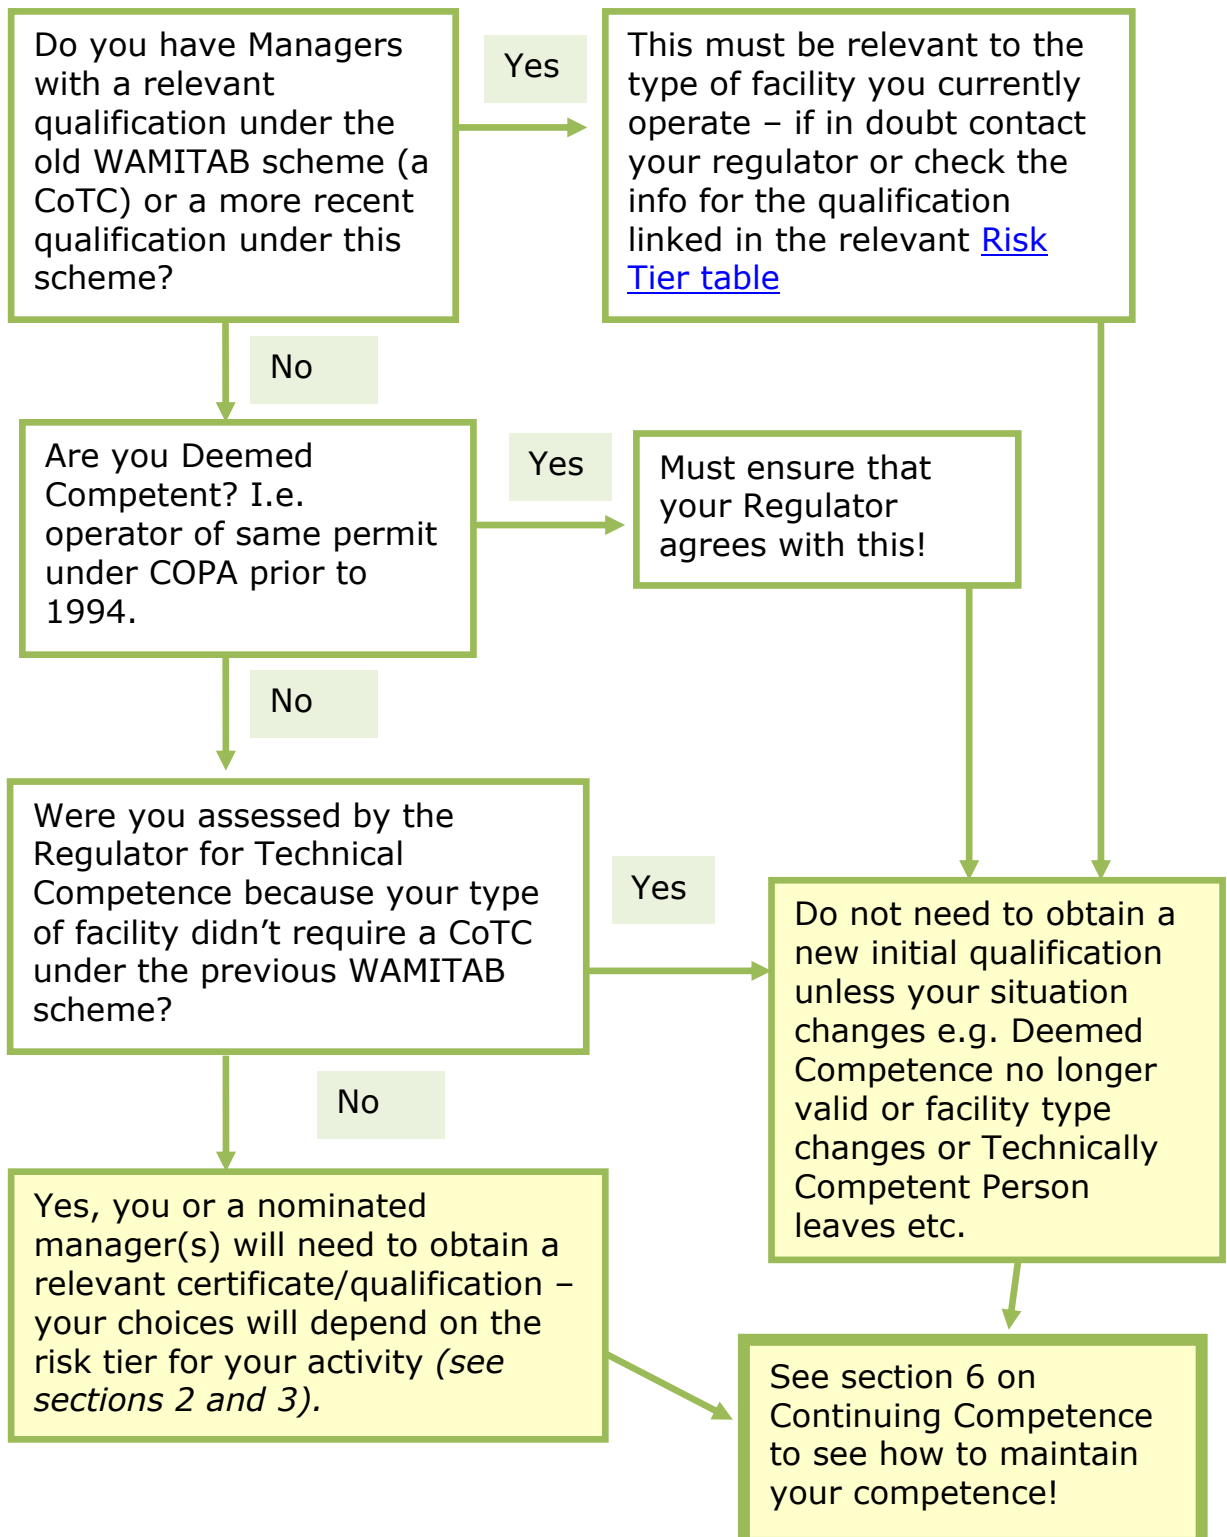 Do you have Managers
with a relevant
qualification under the
old WAMITAB scheme (a
CoTC) or a more recent
qualification under this
scheme?
Yes
This must be relevant to the
type of facility you currently
operate – if in doubt contact
your regulator or check the
info for the qualification
linked in the relevant Risk
Tier table
No
Are you Deemed
Competent? I.e.
operator of same permit
under COPA prior to
1994.
Yes
Must ensure that
your Regulator
agrees with this!
No
Were you assessed by the
Regulator for Technical
Competence because your type
of facility didn’t require a CoTC
under the previous WAMITAB
scheme?
Yes
Do not need to obtain a
new initial qualification
unless your situation
changes e.g. Deemed
Competence no longer
valid or facility type
changes or Technically
Competent Person
leaves etc.
No
Yes, you or a nominated
manager(s) will need to obtain a
relevant certificate/qualification –
your choices will depend on the
risk tier for your activity (see
sections 2 and 3).
See section 6 on
Continuing Competence
to see how to maintain
your competence!